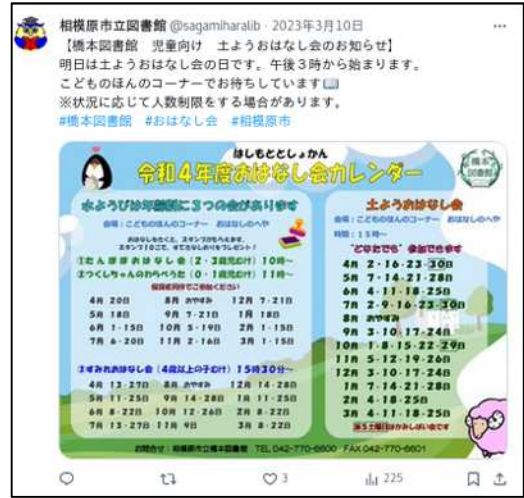 相模原市立図書館 @sagamiharalib · 2023年3月10日
【橋本図書館　児童向け　土ようおはなし会のお知らせ】
明日は土ようおはなし会の日です。午後3時から始まります。
こどものほんのコーナーでお待ちしています📖
※状況に応じて人数制限をする場合があります。
#橋本図書館　#おはなし会　#相模原市
はしもととしょかん
令和4年度おはなし会カレンダー
橋本
図書館
水ようびは年齢別に3つの会があります
会場：こどものほんのコーナー　おはなしのへや
①たんぽぽおはなし会（2・3歳児むけ）10時～
②つくしちゃんのわらべうた（0・1歳児むけ）11時～
4月 20日　8月 おやすみ　12月 7・21日
5月 18日　9月 7・21日　1月 18日
6月 1・15日　10月 5・19日　2月 1・15日
7月 6・20日　11月 2・16日　3月 1・15日
③すみれおはなし会（4歳以上の子むけ）15時30分～
4月 13・27日　8月 おやすみ　12月 14・28日
5月 11・25日　9月 14・28日　1月 11・25日
6月 8・22日　10月 12・26日　2月 8・22日
7月 13・27日　11月 9日　3月 8・22日
土ようおはなし会
会場：こどものほんのコーナー　おはなしのへや
時間：15時～
"どなたでも" 参加できます
4月 2・16・23・30日
5月 7・14・21・28日
6月 4・11・18・25日
7月 2・9・16・23・30日
8月 おやすみ
9月 3・10・17・24日
10月 1・8・15・22・29日
11月 5・12・19・26日
12月 3・10・17・24日
1月 7・14・21・28日
2月 4・18・25日
3月 4・11・18・25日
第5土曜日はかみしばい会です
お問合せ：相模原市立橋本図書館　TEL 042-770-6600　FAX 042-770-6601
3
225